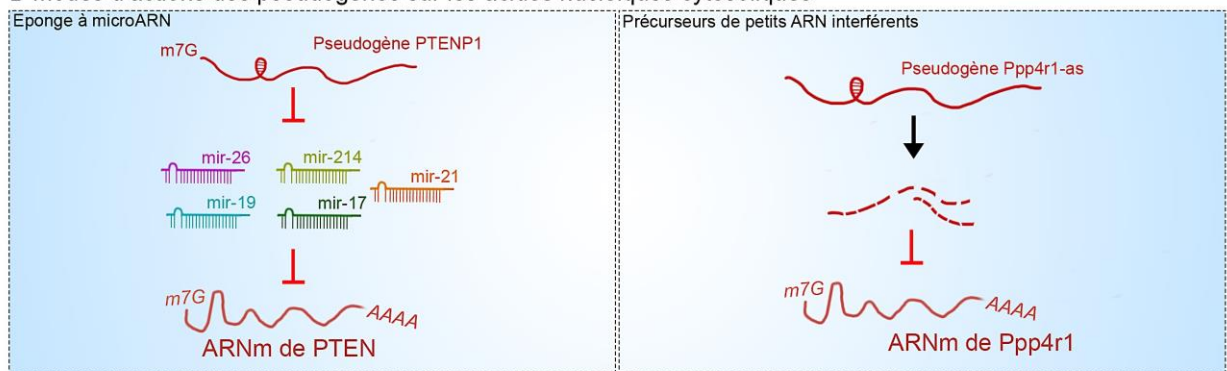 Eponge à microARN
Précurseurs de petits ARN interférents
m7G
Pseudogène PTENP1
mir-26
mir-214
mir-21
mir-19
mir-17
m7G
AAAA
ARNm de PTEN
Pseudogène Ppp4r1-as
m7G
AAAA
ARNm de Ppp4r1